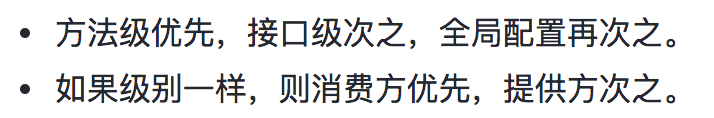 • 方法级优先，接口级次之，全局配置再次之。
• 如果级别一样，则消费方优先，提供方次之。